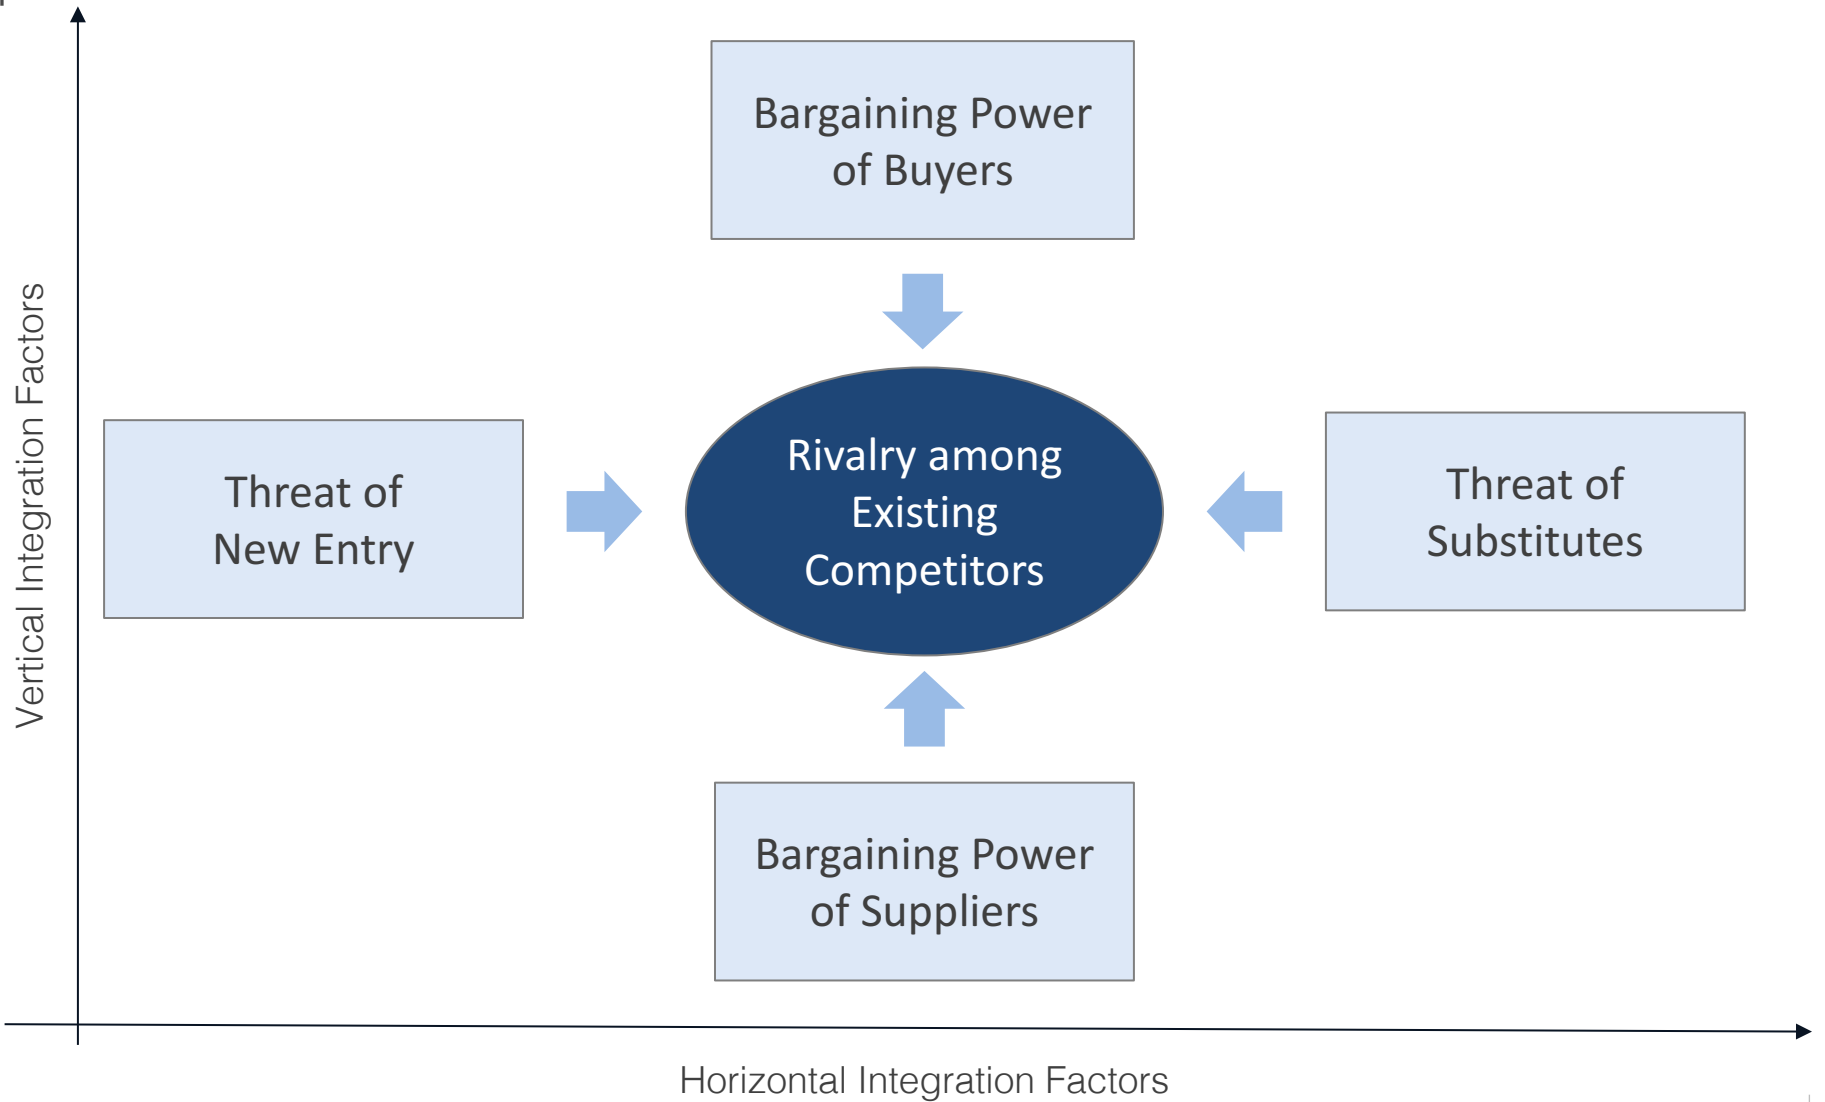 Bargaining Power
of Buyers
Vertical Integration Factors
Threat of
New Entry
Rivalry among
Existing
Competitors
Threat of
Substitutes
Bargaining Power
of Suppliers
Horizontal Integration Factors